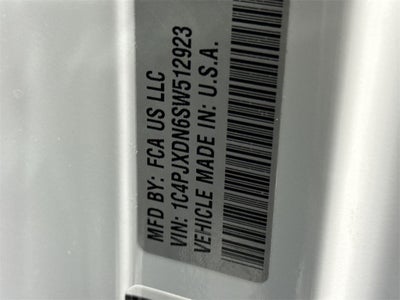 MFD BY: FCA US LLC
VIN: 1C4PJXDN6SW512923
VEHICLE MADE IN: U.S.A.